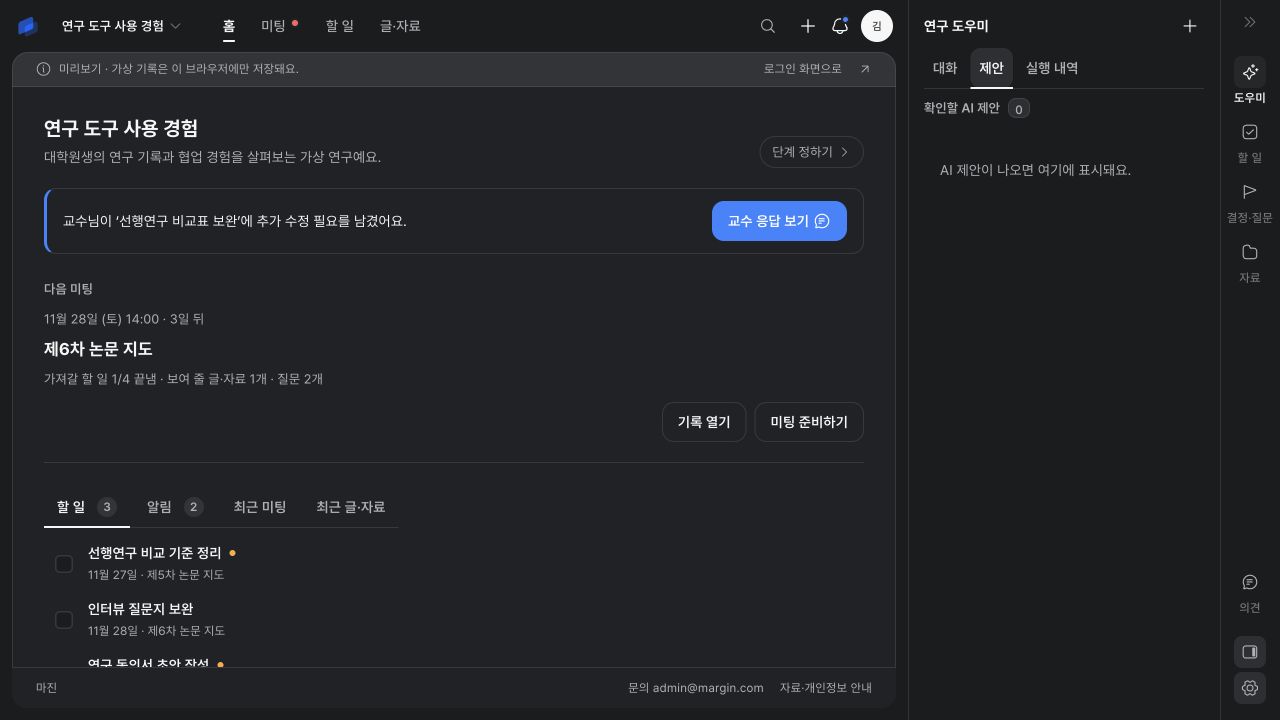 연구 도구 사용 경험
홈
미팅
할 일
글·자료
김
미리보기 · 가상 기록은 이 브라우저에만 저장돼요.
로그인 화면으로
연구 도구 사용 경험
대학원생의 연구 기록과 협업 경험을 살펴보는 가상 연구예요.
단계 정하기
교수님이 ‘선행연구 비교표 보완’에 추가 수정 필요를 남겼어요.
교수 응답 보기
다음 미팅
11월 28일 (토) 14:00 · 3일 뒤
제6차 논문 지도
가져갈 할 일 1/4 끝냄 · 보여 줄 글·자료 1개 · 질문 2개
기록 열기
미팅 준비하기
할 일 3
알림 2
최근 미팅
최근 글·자료
선행연구 비교 기준 정리
11월 27일 · 제5차 논문 지도
인터뷰 질문지 보완
11월 28일 · 제6차 논문 지도
연구 동의서 초안 작성
마진
문의 admin@margin.com
자료·개인정보 안내
연구 도우미
대화
제안
실행 내역
확인할 AI 제안 0
AI 제안이 나오면 여기에 표시돼요.
도우미
할 일
결정·질문
자료
의견